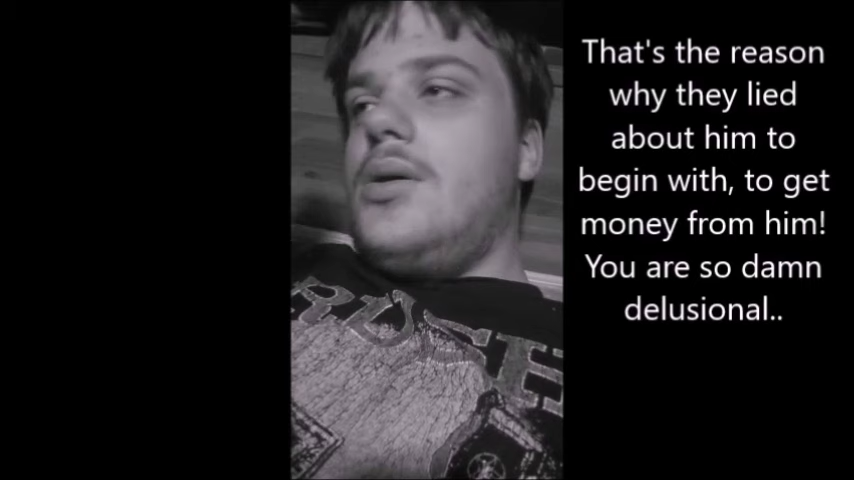 RUSH
That's the reason
why they lied
about him to
begin with, to get
money from him!
You are so damn
delusional..